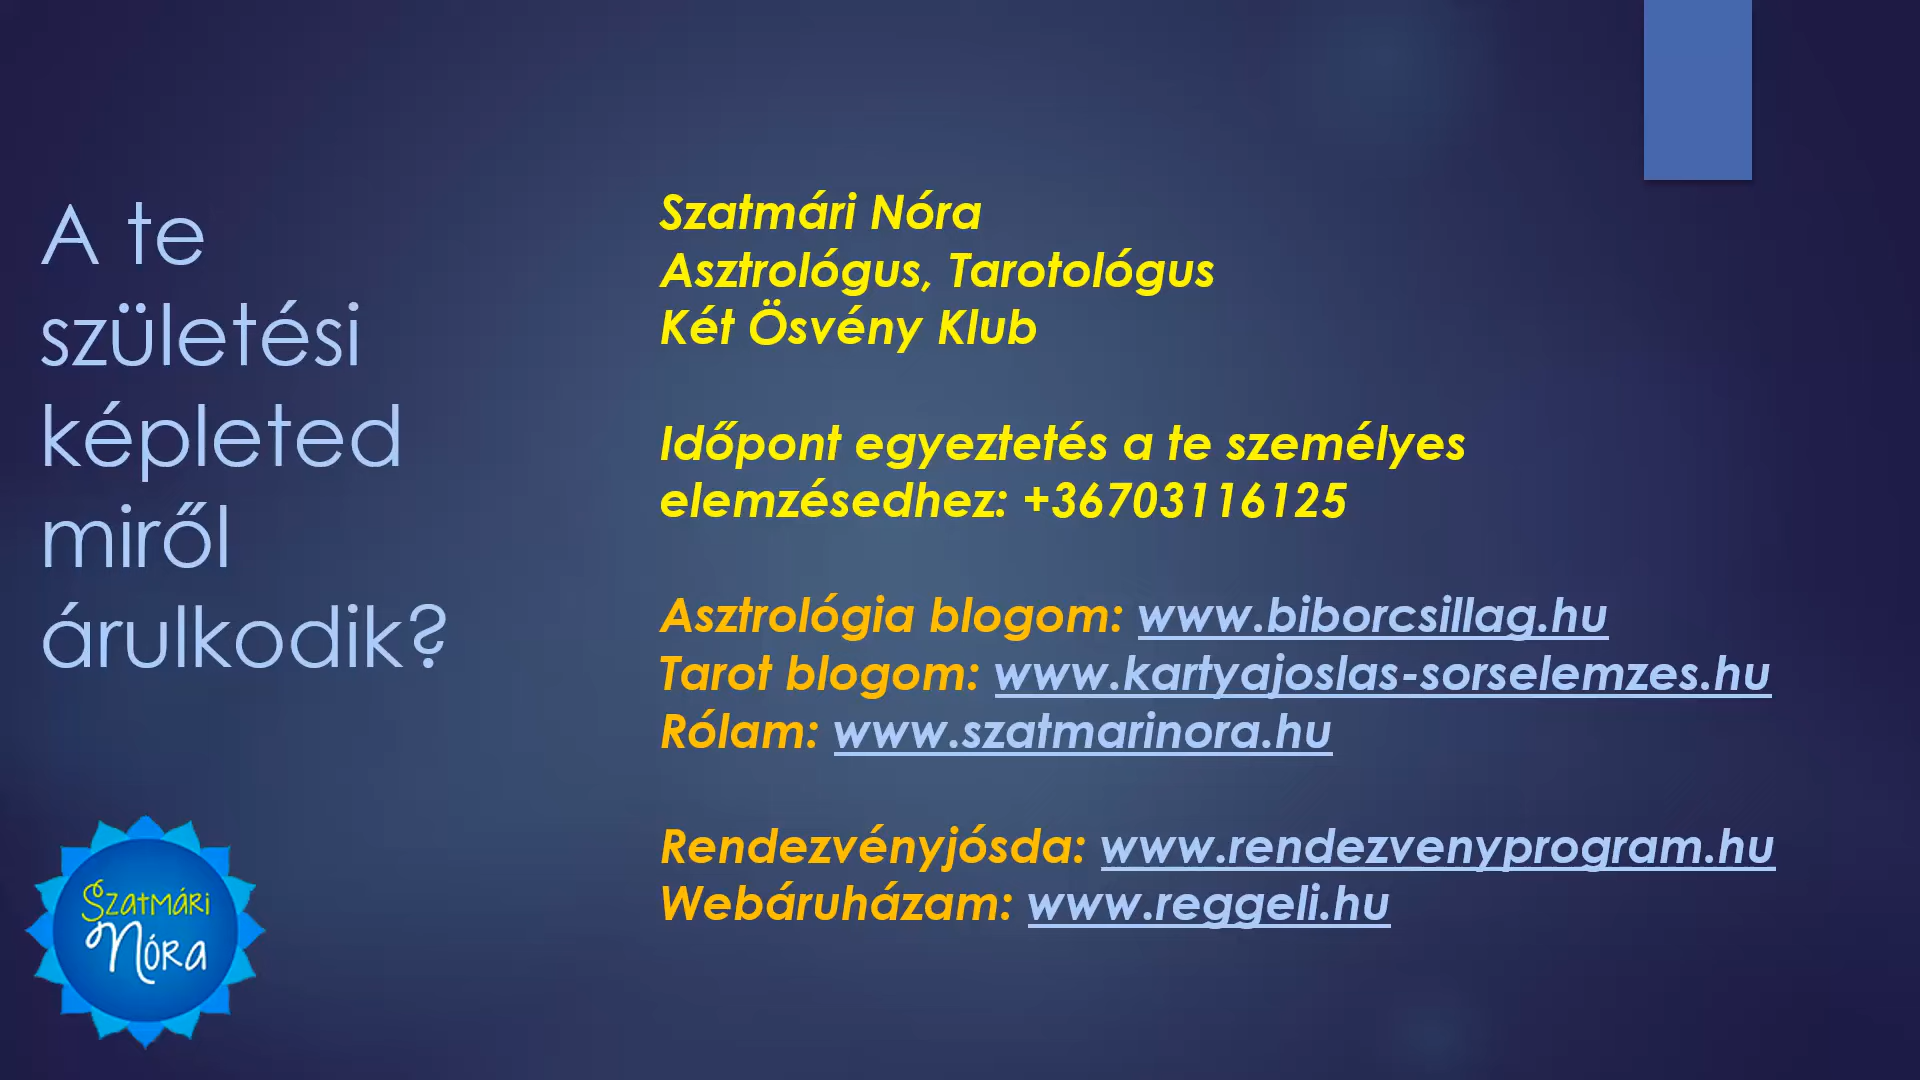 A te
születési
képleted
miről
árulkodik?
Szatmári Nóra
Asztrológus, Tarotológus
Két Ösvény Klub
Időpont egyeztetés a te személyes
elemzésedhez: +36703116125
Asztrológia blogom: www.biborcsillag.hu
Tarot blogom: www.kartyajoslas-sorselemzes.hu
Rólam: www.szatmarinora.hu
Rendezvényjósda: www.rendezvenyprogram.hu
Webáruházam: www.reggeli.hu
Szatmári
Nóra